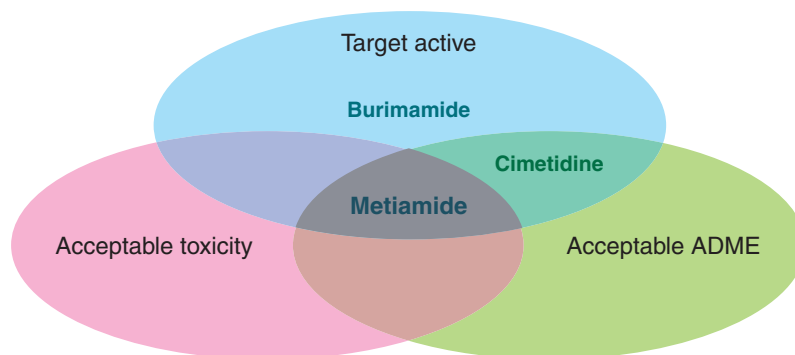 Target active
Burimamide
Cimetidine
Metiamide
Acceptable toxicity
Acceptable ADME